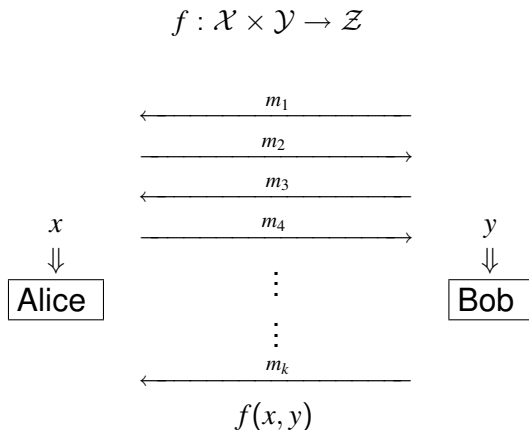 f : 𝒳 × 𝒴 → 𝒵
m₁
m₂
m₃
x m₄ y
⇓ ⇓
Alice ⋮ Bob
⋮
mₖ
f(x, y)